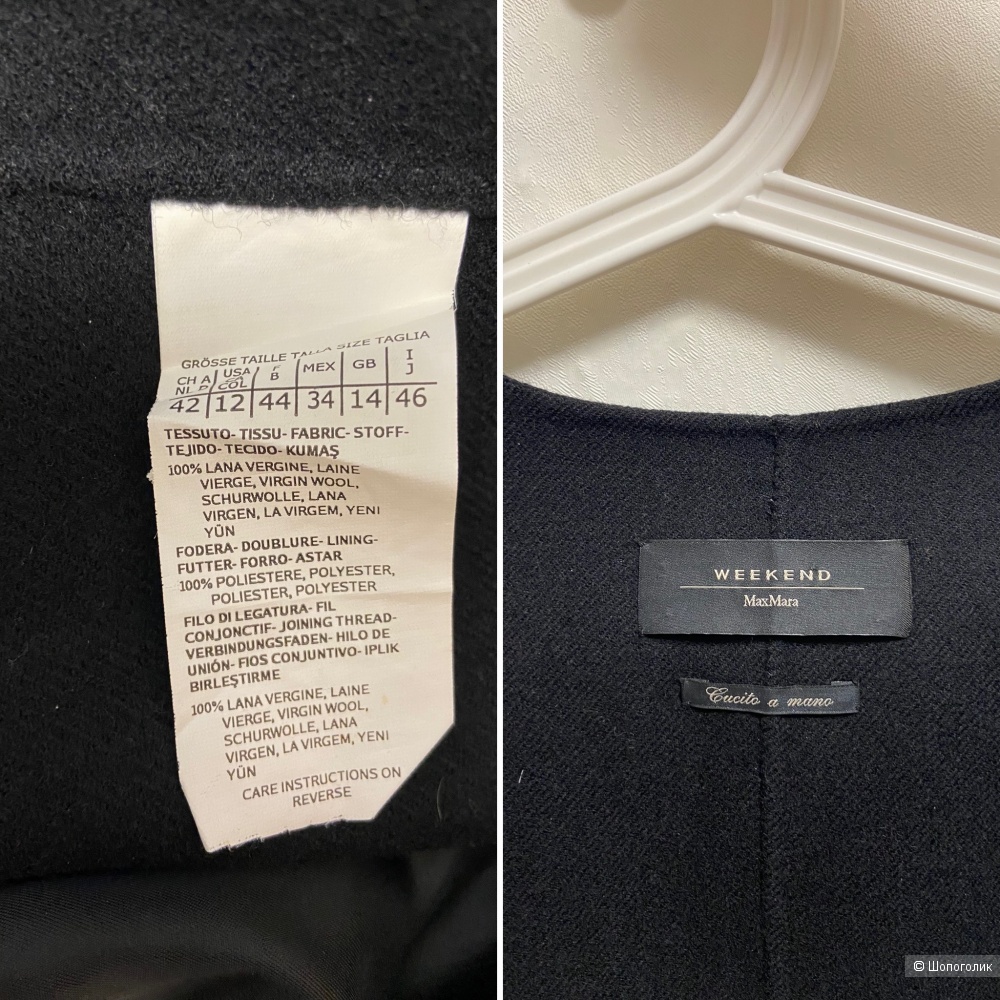 GRÖSSE TAILLE TALLA SIZE TAGLIA
CH A NL P USA COL F B MEX GB I J
42 12 44 34 14 46
TESSUTO- TISSU- FABRIC- STOFF-
TEJIDO- TECIDO- KUMAŞ
100% LANA VERGINE, LAINE
VIERGE, VIRGIN WOOL,
SCHURWOLLE, LANA
VIRGEN, LA VIRGEM, YENI
YÜN
FODERA- DOUBLURE- LINING-
FUTTER- FORRO- ASTAR
100% POLIESTERE, POLYESTER,
POLIESTER, POLYESTER
FILO DI LEGATURA- FIL
CONJONCTIF- JOINING THREAD-
VERBINDUNGSFADEN- HILO DE
UNIÓN- FIOS CONJUNTIVO- IPLIK
BIRLEŞTIRME
100% LANA VERGINE, LAINE
VIERGE, VIRGIN WOOL,
SCHURWOLLE, LANA
VIRGEN, LA VIRGEM, YENI
YÜN
CARE INSTRUCTIONS ON
REVERSE
WEEKEND
MaxMara
Cucito a mano
© Шопоголик